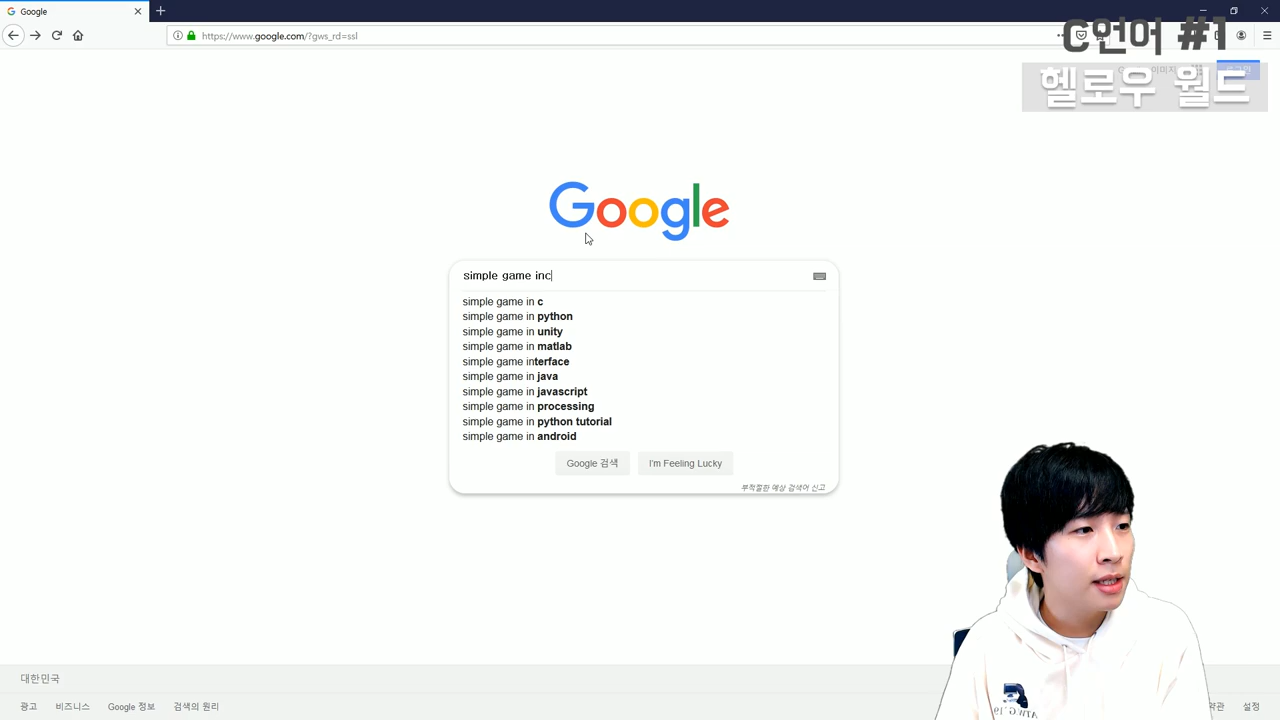 Google
https://www.google.com/?gws_rd=ssl
C언어 #1
헬로우 월드
Google
simple game inc
simple game in c
simple game in python
simple game in unity
simple game in matlab
simple game interface
simple game in java
simple game in javascript
simple game in processing
simple game in python tutorial
simple game in android
Google 검색
I'm Feeling Lucky
부적절한 예상 검색어 신고
대한민국
광고 비즈니스 Google 정보 검색의 원리
약관 설정